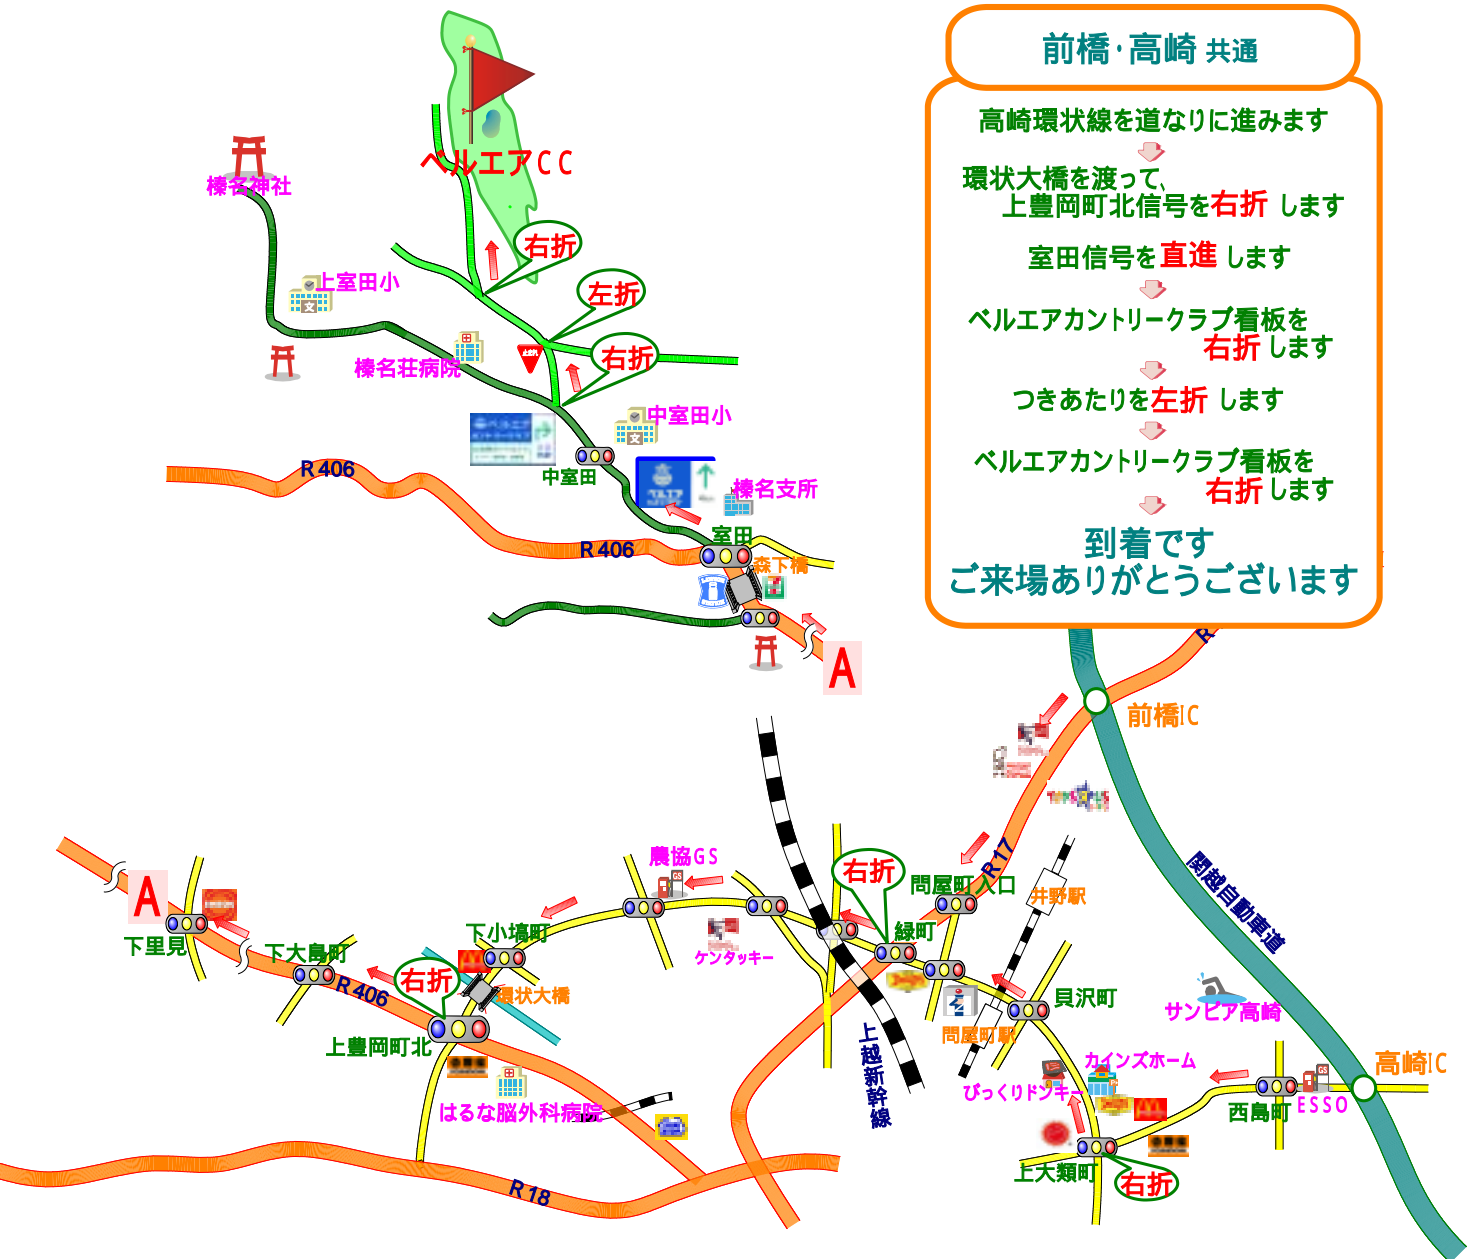 前橋・高崎 共通
高崎環状線を道なりに進みます
環状大橋を渡って、
上豊岡町北信号を右折 します
室田信号を直進 します
ベルエアカントリークラブ看板を
右折 します
つきあたりを左折 します
ベルエアカントリークラブ看板を
右折 します
到着です
ご来場ありがとうございます
ベルエアCC
榛名神社
右折
上室田小
左折
榛名荘病院
右折
中室田小
中室田
榛名支所
R406
R406
室田
森下橋
A
前橋IC
関越自動車道
R17
農協GS
右折
問屋町入口
井野駅
A
下里見
下大島町
下小塙町
ケンタッキー
緑町
右折
R406
環状大橋
上豊岡町北
はるな脳外科病院
上越新幹線
問屋町駅
貝沢町
サンピア高崎
カインズホーム
びっくりドンキー
高崎IC
西島町
ESSO
上大類町
右折
R18